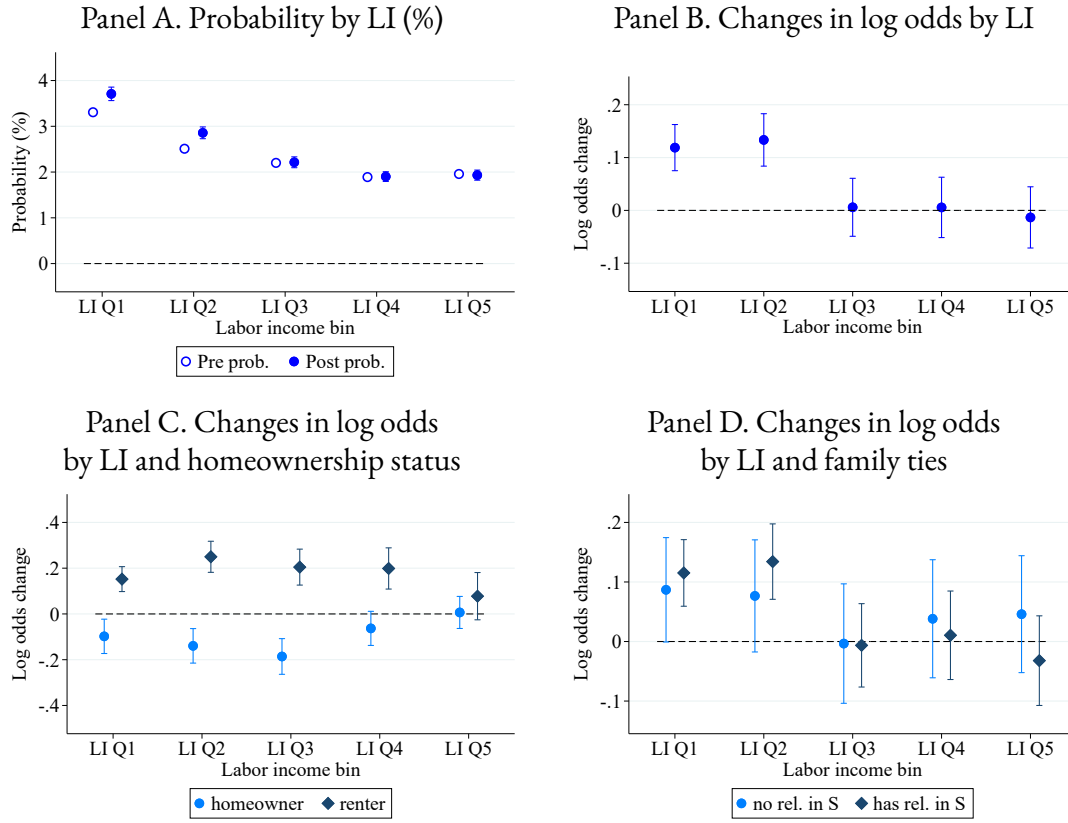 Panel A. Probability by LI (%)
Probability (%)
4
3
2
1
0
LI Q1 LI Q2 LI Q3 LI Q4 LI Q5
Labor income bin
Pre prob. Post prob.
Panel B. Changes in log odds by LI
Log odds change
.2
0.1
0
-.1
LI Q1 LI Q2 LI Q3 LI Q4 LI Q5
Labor income bin
Panel C. Changes in log odds
by LI and homeownership status
Log odds change
.4
.2
0
-.2
-.4
LI Q1 LI Q2 LI Q3 LI Q4 LI Q5
Labor income bin
homeowner renter
Panel D. Changes in log odds
by LI and family ties
Log odds change
.2
0.1
0
-.1
LI Q1 LI Q2 LI Q3 LI Q4 LI Q5
Labor income bin
no rel. in S has rel. in S